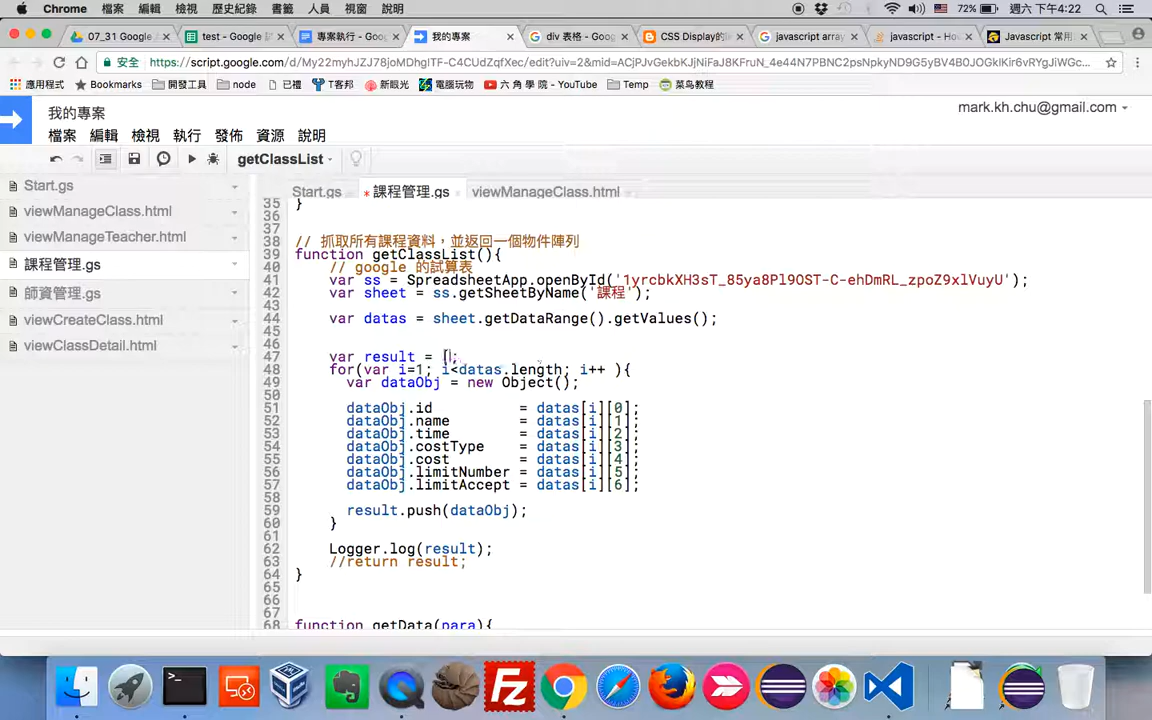 Chrome 檔案 編輯 檢視 歷史紀錄 書籤 人員 視窗 說明 72% 週六 下午4:22
07_31 Google test - Google 專案執行 - Goo 我的專案 div 表格 - Google CSS Display的 javascript array javascript - Ho Javascript 常用
安全 https://script.google.com/d/My22myhJZJ78joMDhglTF-C4CUdZqfXec/edit?uiv=2&mid=ACjPJvGekbKJjNiFaJ8KFruN_4e44N7PBNC2psNpkyND9G5yBV4B0JOGkIKir6vRYgJiWGc...
應用程式 Bookmarks 開發工具 node 已禮 T客邦 新眼光 電腦玩物 六 角 學 院 - YouTube Temp 菜鸟教程
我的專案 mark.kh.chu@gmail.com
檔案 編輯 檢視 執行 發佈 資源 說明
getClassList
Start.gs
viewManageClass.html
viewManageTeacher.html
課程管理.gs
師資管理.gs
viewCreateClass.html
viewClassDetail.html
Start.gs * 課程管理.gs × viewManageClass.html
35 }
36
37
38 // 抓取所有課程資料，並返回一個物件陣列
39 function getClassList(){
40 // google 的試算表
41 var ss = SpreadsheetApp.openById('1yrcbkXH3sT_85ya8Pl9OST-C-ehDmRL_zpoZ9xlVuyU');
42 var sheet = ss.getSheetByName('課程');
43
44 var datas = sheet.getDataRange().getValues();
45
46
47 var result = [];
48 for(var i=1; i<datas.length; i++ ){
49 var dataObj = new Object();
50
51 dataObj.id = datas[i][0];
52 dataObj.name = datas[i][1];
53 dataObj.time = datas[i][2];
54 dataObj.costType = datas[i][3];
55 dataObj.cost = datas[i][4];
56 dataObj.limitNumber = datas[i][5];
57 dataObj.limitAccept = datas[i][6];
58
59 result.push(dataObj);
60 }
61
62 Logger.log(result);
63 //return result;
64 }
65
66
67
68 function getData(para){